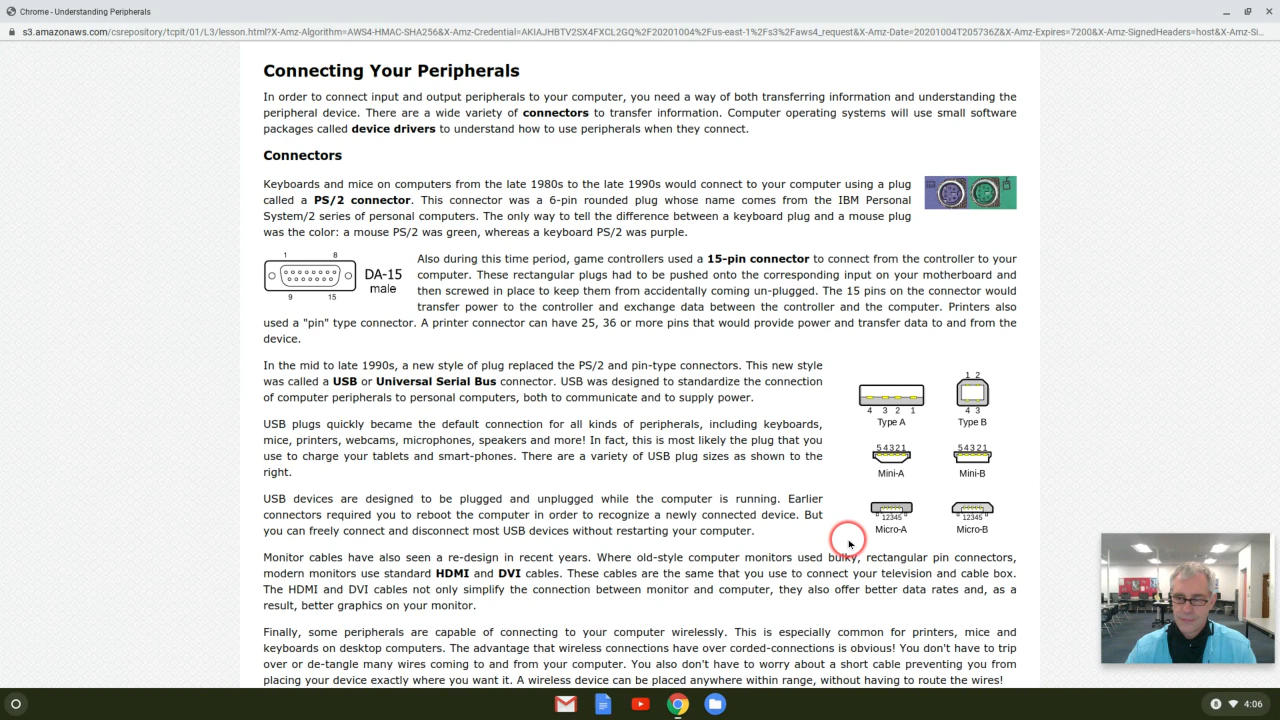 Chrome - Understanding Peripherals
s3.amazonaws.com/csrepository/tcpit/01/L3/lesson.html?X-Amz-Algorithm=AWS4-HMAC-SHA256&X-Amz-Credential=AKIAJHBTV2SX4FXCL2GQ%2F20201004%2Fus-east-1%2Fs3%2Faws4_request&X-Amz-Date=20201004T205736Z&X-Amz-Expires=7200&X-Amz-SignedHeaders=host&X-Amz-Si...
Connecting Your Peripherals
In order to connect input and output peripherals to your computer, you need a way of both transferring information and understanding the
peripheral device. There are a wide variety of connectors to transfer information. Computer operating systems will use small software
packages called device drivers to understand how to use peripherals when they connect.
Connectors
Keyboards and mice on computers from the late 1980s to the late 1990s would connect to your computer using a plug
called a PS/2 connector. This connector was a 6-pin rounded plug whose name comes from the IBM Personal
System/2 series of personal computers. The only way to tell the difference between a keyboard plug and a mouse plug
was the color: a mouse PS/2 was green, whereas a keyboard PS/2 was purple.
1 8
DA-15
male
9 15
Also during this time period, game controllers used a 15-pin connector to connect from the controller to your
computer. These rectangular plugs had to be pushed onto the corresponding input on your motherboard and
then screwed in place to keep them from accidentally coming un-plugged. The 15 pins on the connector would
transfer power to the controller and exchange data between the controller and the computer. Printers also
used a "pin" type connector. A printer connector can have 25, 36 or more pins that would provide power and transfer data to and from the
device.
In the mid to late 1990s, a new style of plug replaced the PS/2 and pin-type connectors. This new style
was called a USB or Universal Serial Bus connector. USB was designed to standardize the connection
of computer peripherals to personal computers, both to communicate and to supply power.
USB plugs quickly became the default connection for all kinds of peripherals, including keyboards,
mice, printers, webcams, microphones, speakers and more! In fact, this is most likely the plug that you
use to charge your tablets and smart-phones. There are a variety of USB plug sizes as shown to the
right.
USB devices are designed to be plugged and unplugged while the computer is running. Earlier
connectors required you to reboot the computer in order to recognize a newly connected device. But
you can freely connect and disconnect most USB devices without restarting your computer.
1 2
4 3 2 1 4 3
Type A Type B
5 4 3 2 1 5 4 3 2 1
Mini-A Mini-B
12345 12345
Micro-A Micro-B
Monitor cables have also seen a re-design in recent years. Where old-style computer monitors used bulky, rectangular pin connectors,
modern monitors use standard HDMI and DVI cables. These cables are the same that you use to connect your television and cable box.
The HDMI and DVI cables not only simplify the connection between monitor and computer, they also offer better data rates and, as a
result, better graphics on your monitor.
Finally, some peripherals are capable of connecting to your computer wirelessly. This is especially common for printers, mice and
keyboards on desktop computers. The advantage that wireless connections have over corded-connections is obvious! You don't have to trip
over or de-tangle many wires coming to and from your computer. You also don't have to worry about a short cable preventing you from
placing your device exactly where you want it. A wireless device can be placed anywhere within range, without having to route the wires!
4:06